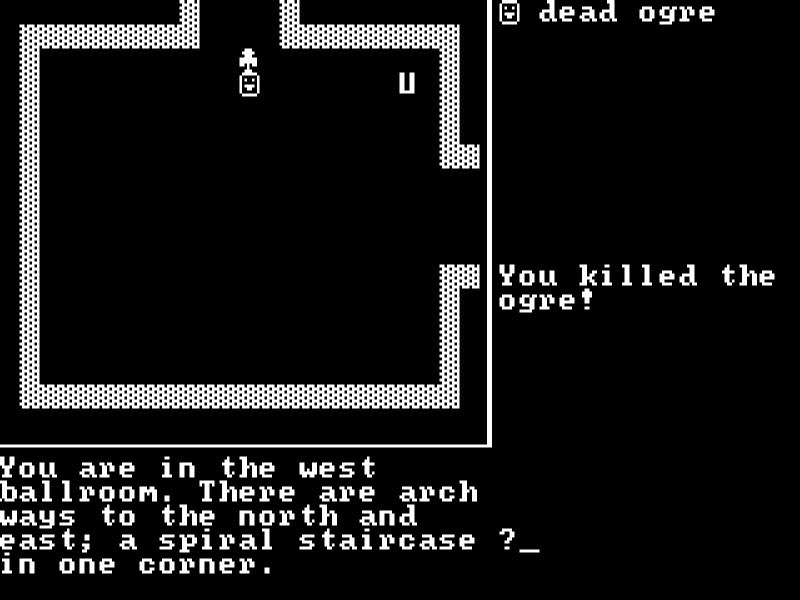 dead ogre
U
You killed the
ogre!
You are in the west
ballroom. There are arch
ways to the north and
east; a spiral staircase
in one corner.
?_